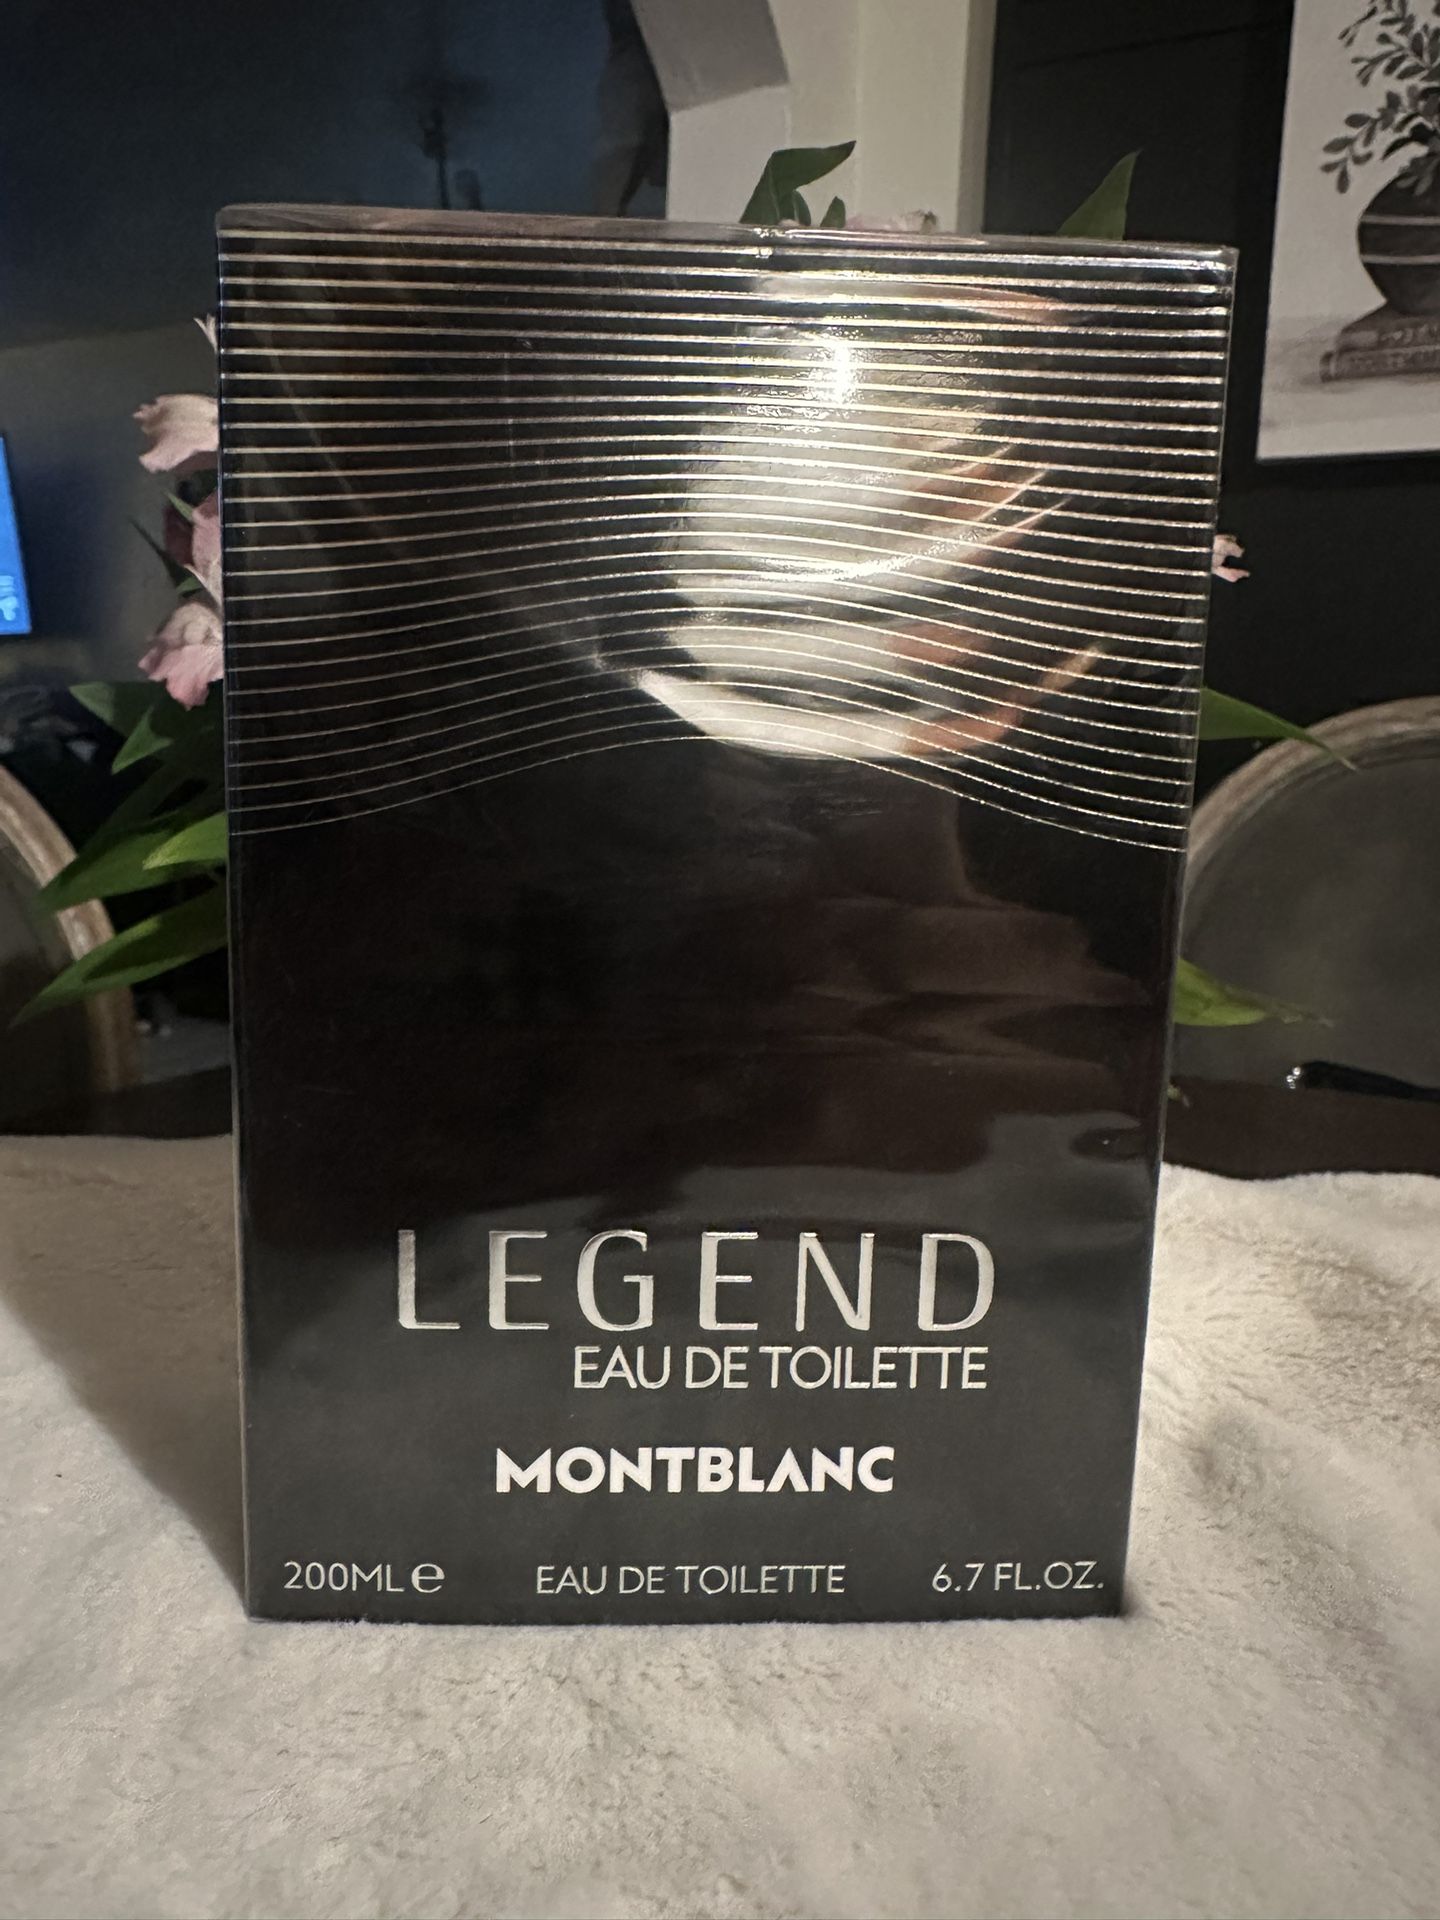 LEGEND
EAU DE TOILETTE
MONTBLANC
200ML e EAU DE TOILETTE 6.7 FL.OZ.